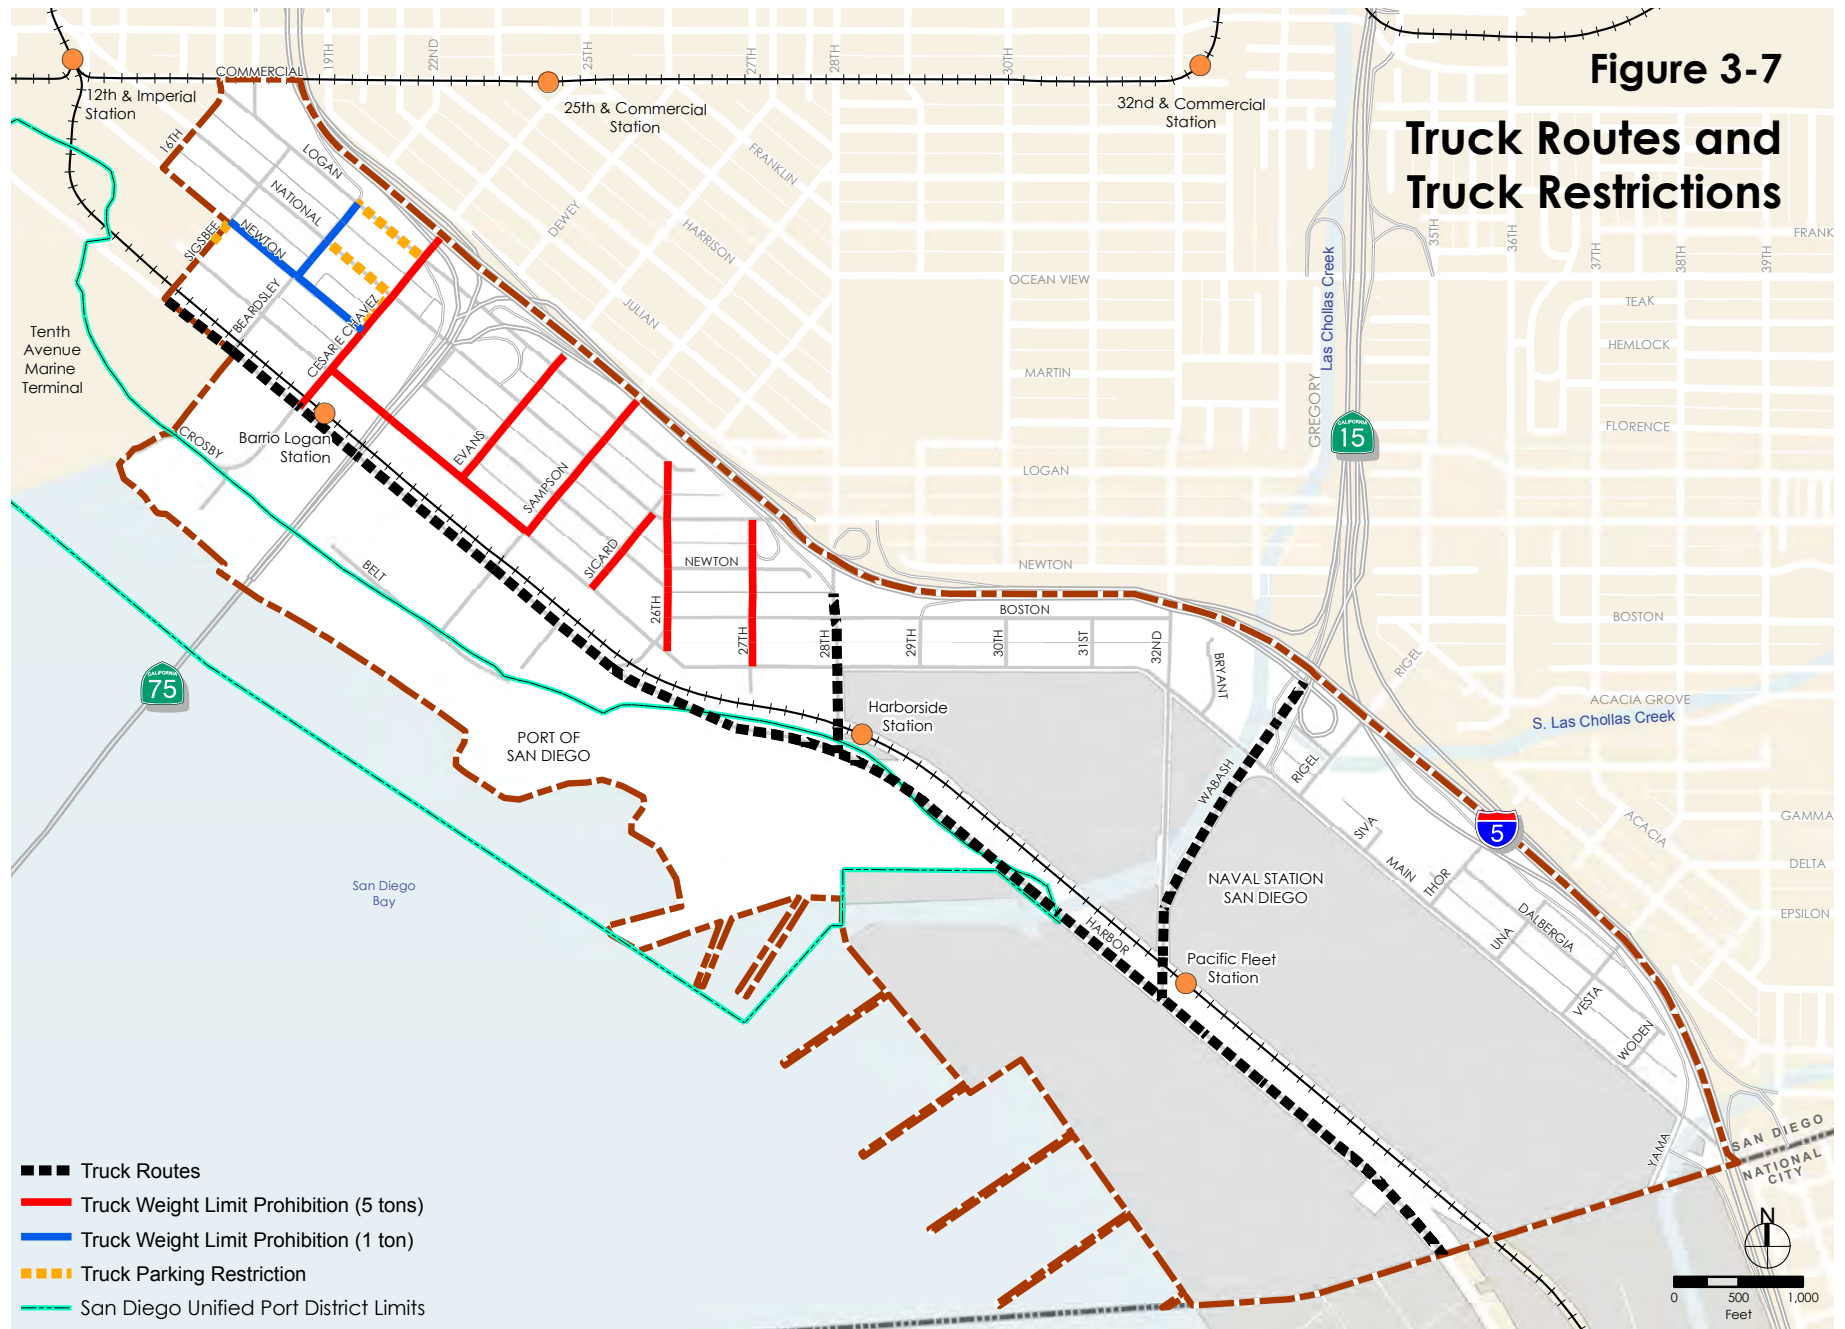 Figure 3-7
Truck Routes and
Truck Restrictions
COMMERCIAL
19TH
22ND
25TH
27TH
28TH
30TH
12th & Imperial
Station
25th & Commercial
Station
32nd & Commercial
Station
16TH
LOGAN
NATIONAL
SIGSBEE
NEWTON
BEARDSLEY
CESAR E CHAVEZ
FRANKLIN
DEWEY
HARRISON
JULIAN
OCEAN VIEW
MARTIN
LOGAN
NEWTON
GREGORY
Las Chollas Creek
CALIFORNIA
15
35TH
36TH
37TH
38TH
39TH
FRANK
TEAK
HEMLOCK
FLORENCE
BOSTON
RIGEL
ACACIA GROVE
S. Las Chollas Creek
ACACIA
GAMMA
DELTA
EPSILON
Tenth
Avenue
Marine
Terminal
CROSBY
Barrio Logan
Station
EVANS
SAMPSON
SICARD
BELT
26TH
NEWTON
27TH
28TH
BOSTON
29TH
30TH
31ST
32ND
BRYANT
CALIFORNIA
75
PORT OF
SAN DIEGO
Harborside
Station
WABASH
RIGEL
SIVA
MAIN
THOR
5
DALBERGIA
UNA
VESTA
WODEN
YAMA
NAVAL STATION
SAN DIEGO
HARBOR
Pacific Fleet
Station
San Diego
Bay
SAN DIEGO
NATIONAL
CITY
Truck Routes
Truck Weight Limit Prohibition (5 tons)
Truck Weight Limit Prohibition (1 ton)
Truck Parking Restriction
San Diego Unified Port District Limits
N
0 500 1,000
Feet